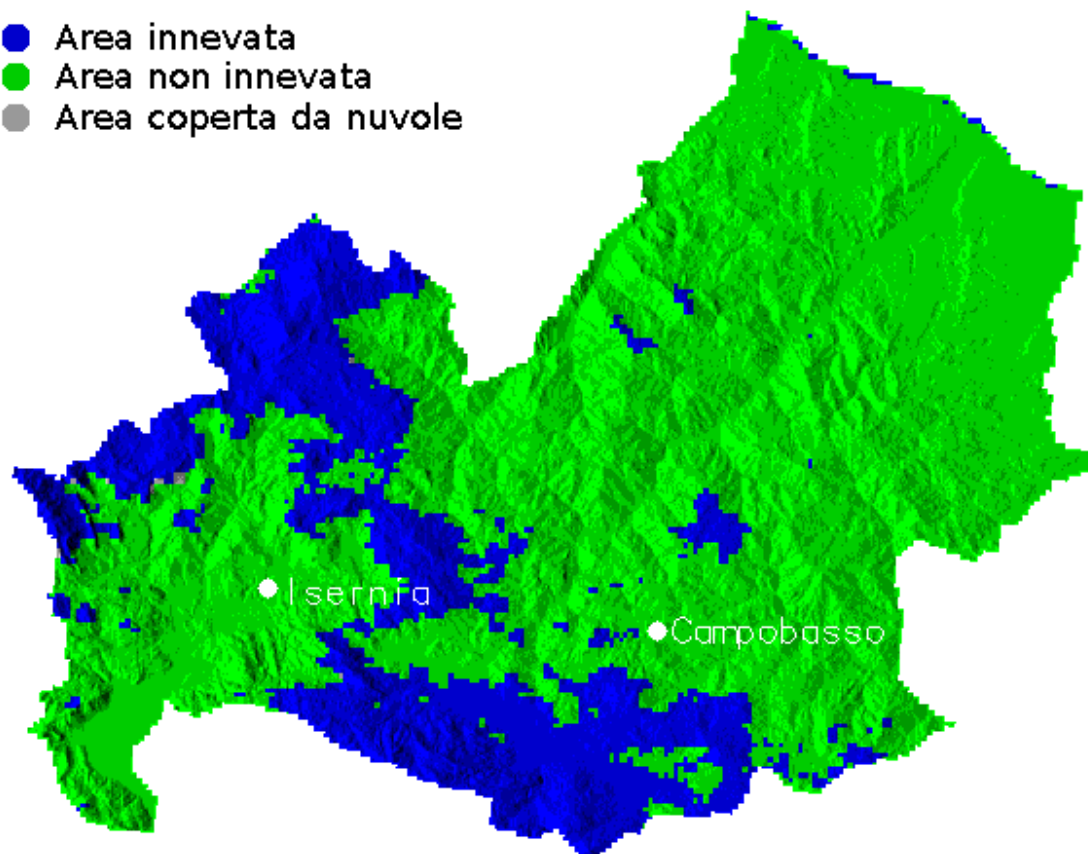 Area innevata
Area non innevata
Area coperta da nuvole
Isernia
Campobasso